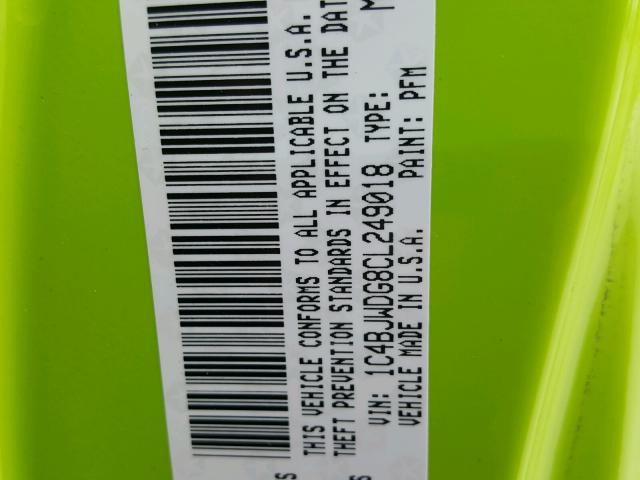 THIS VEHICLE CONFORMS TO ALL APPLICABLE U.S.A.
THEFT PREVENTION STANDARDS IN EFFECT ON THE DAT
VIN: 1C4BJWDG8CL249018 TYPE: M
VEHICLE MADE IN U.S.A. PAINT: PFM